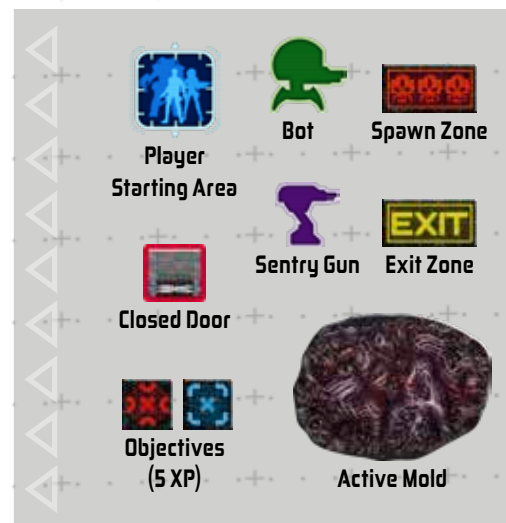 Player
Starting Area
Bot
Spawn Zone
Sentry Gun
EXIT
Exit Zone
Closed Door
Objectives
(5 XP)
Active Mold